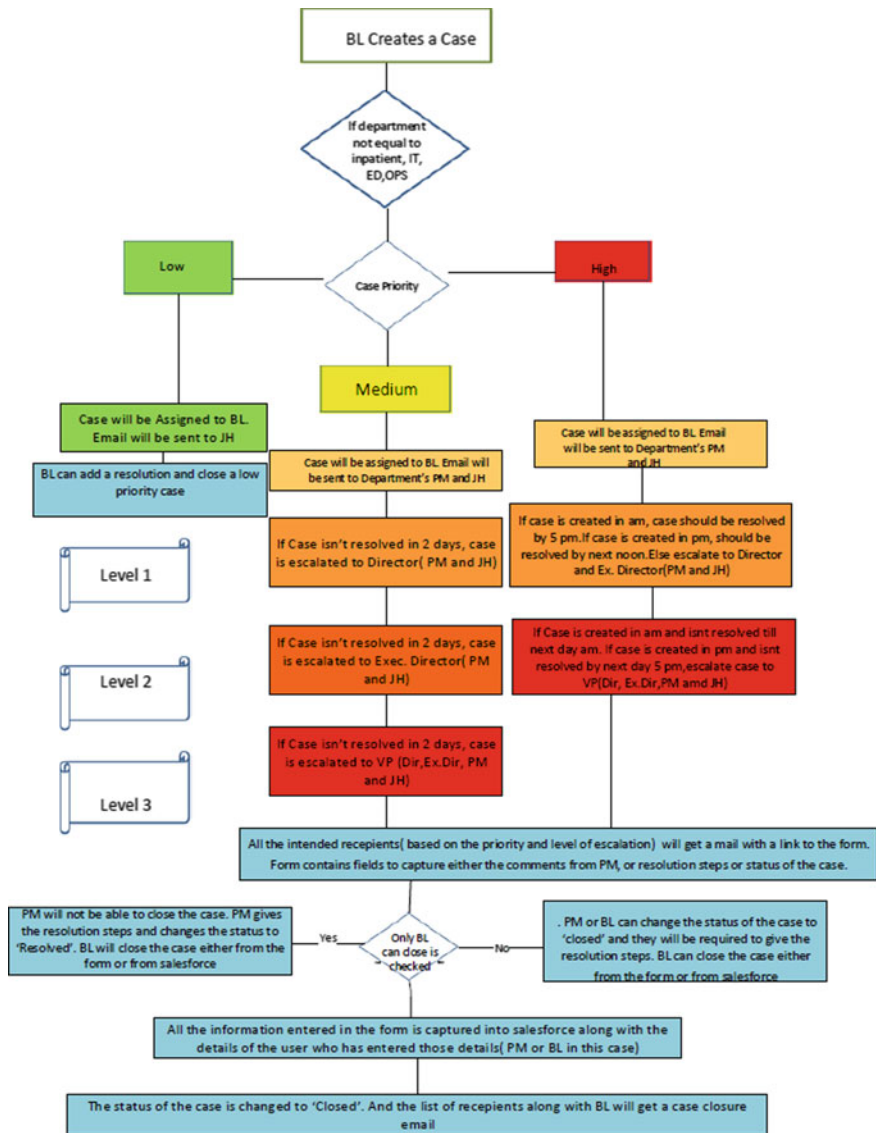 BL Creates a Case
If department
not equal to
inpatient, IT,
ED,OPS
Low
High
Case Priority
Medium
Case will be Assigned to BL.
Email will be sent to JH
BL can add a resolution and close a low
priority case
Case will be assigned to BL. Email will
be sent to Department's PM and JH
Case will be assigned to BL. Email
will be sent to Department's PM
and JH
Level 1
If Case isn't resolved in 2 days, case
is escalated to Director( PM and JH)
If case is created in am, case should be resolved
by 5 pm.If case is created in pm, should be
resolved by next noon.Else escalate to Director
and Ex. Director(PM and JH)
Level 2
If Case isn't resolved in 2 days, case
is escalated to Exec. Director( PM
and JH)
If Case is created in am and isnt resolved till
next day am. If case is created in pm and isnt
resolved by next day 5 pm,escalate case to
VP(Dir, Ex.Dir,PM amd JH)
Level 3
If Case isn't resolved in 2 days, case
is escalated to VP (Dir,Ex.Dir, PM
and JH)
All the intended recepients( based on the priority and level of escalation) will get a mail with a link to the form.
Form contains fields to capture either the comments from PM, or resolution steps or status of the case.
PM will not be able to close the case. PM gives
the resolution steps and changes the status to
'Resolved'. BL will close the case either from the
form or from salesforce
Yes
Only BL
can close is
checked
No
. PM or BL can change the status of the case to
'closed' and they will be required to give the
resolution steps. BL can close the case either
from the form or from salesforce
All the information entered in the form is captured into salesforce along with the
details of the user who has entered those details( PM or BL in this case)
The status of the case is changed to 'Closed'. And the list of recepients along with BL will get a case closure
email